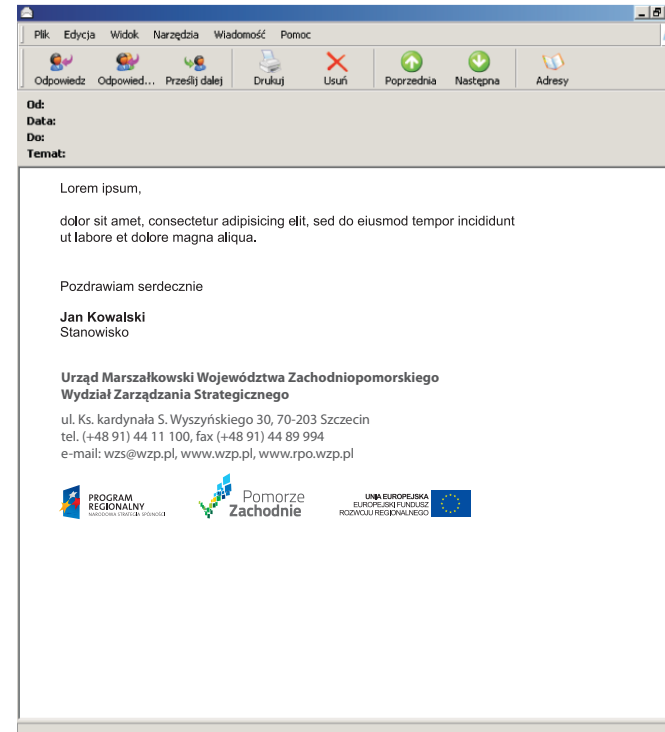 Plik Edycja Widok Narzędzia Wiadomość Pomoc
Odpowiedz Odpowied... Prześlij dalej Drukuj Usuń Poprzednia Następna Adresy
Od:
Data:
Do:
Temat:
Lorem ipsum,
dolor sit amet, consectetur adipisicing elit, sed do eiusmod tempor incididunt
ut labore et dolore magna aliqua.
Pozdrawiam serdecznie
Jan Kowalski
Stanowisko
Urząd Marszałkowski Województwa Zachodniopomorskiego
Wydział Zarządzania Strategicznego
ul. Ks. kardynała S. Wyszyńskiego 30, 70-203 Szczecin
tel. (+48 91) 44 11 100, fax (+48 91) 44 89 994
e-mail: wzs@wzp.pl, www.wzp.pl, www.rpo.wzp.pl
PROGRAM
REGIONALNY
NARODOWA STRATEGIA SPÓJNOŚCI
Pomorze
Zachodnie
UNIA EUROPEJSKA
EUROPEJSKI FUNDUSZ
ROZWOJU REGIONALNEGO